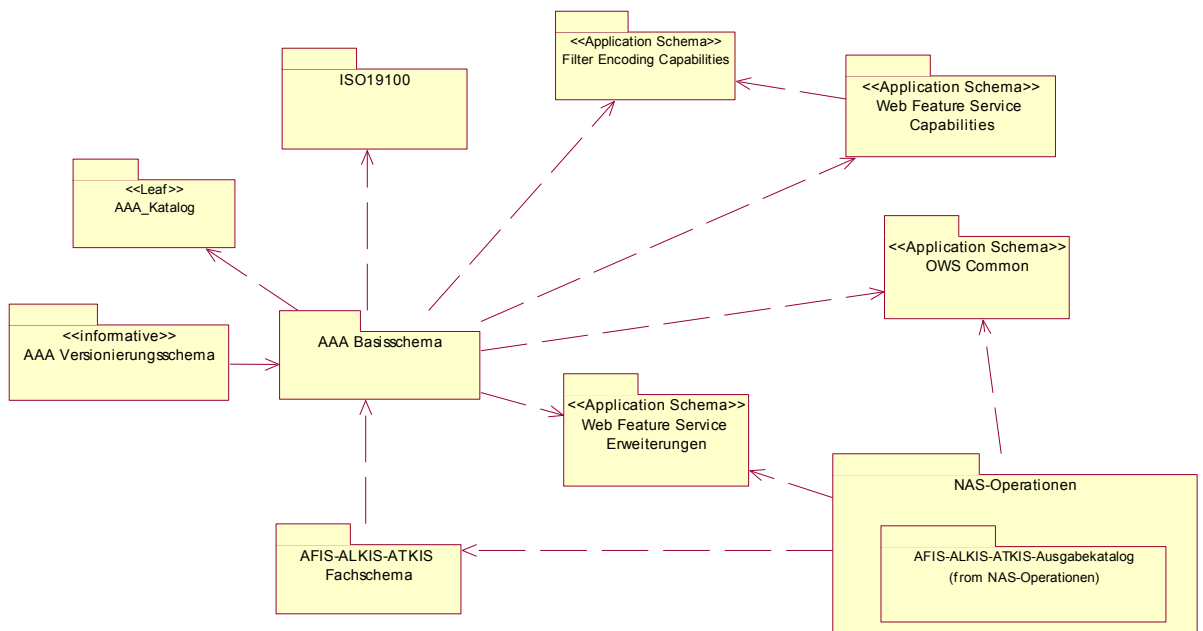 <<Application Schema>>
Filter Encoding Capabilities
ISO19100
<<Application Schema>>
Web Feature Service
Capabilities
<<Leaf>>
AAA_Katalog
<<Application Schema>>
OWS Common
<<informative>>
AAA Versionierungsschema
AAA Basisschema
<<Application Schema>>
Web Feature Service
Erweiterungen
NAS-Operationen
AFIS-ALKIS-ATKIS
Fachschema
AFIS-ALKIS-ATKIS-Ausgabekatalog
(from NAS-Operationen)